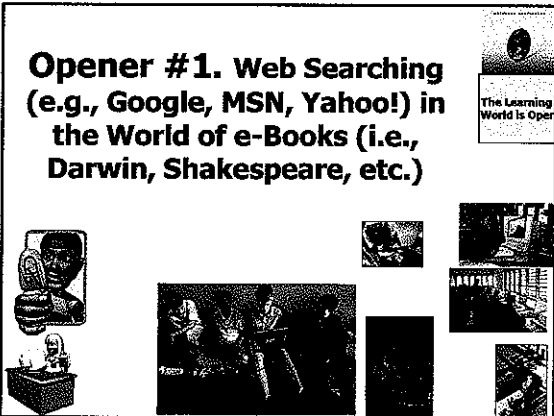 Opener #1. Web Searching
(e.g., Google, MSN, Yahoo!) in
the World of e-Books (i.e.,
Darwin, Shakespeare, etc.)
The Learning
World is Open